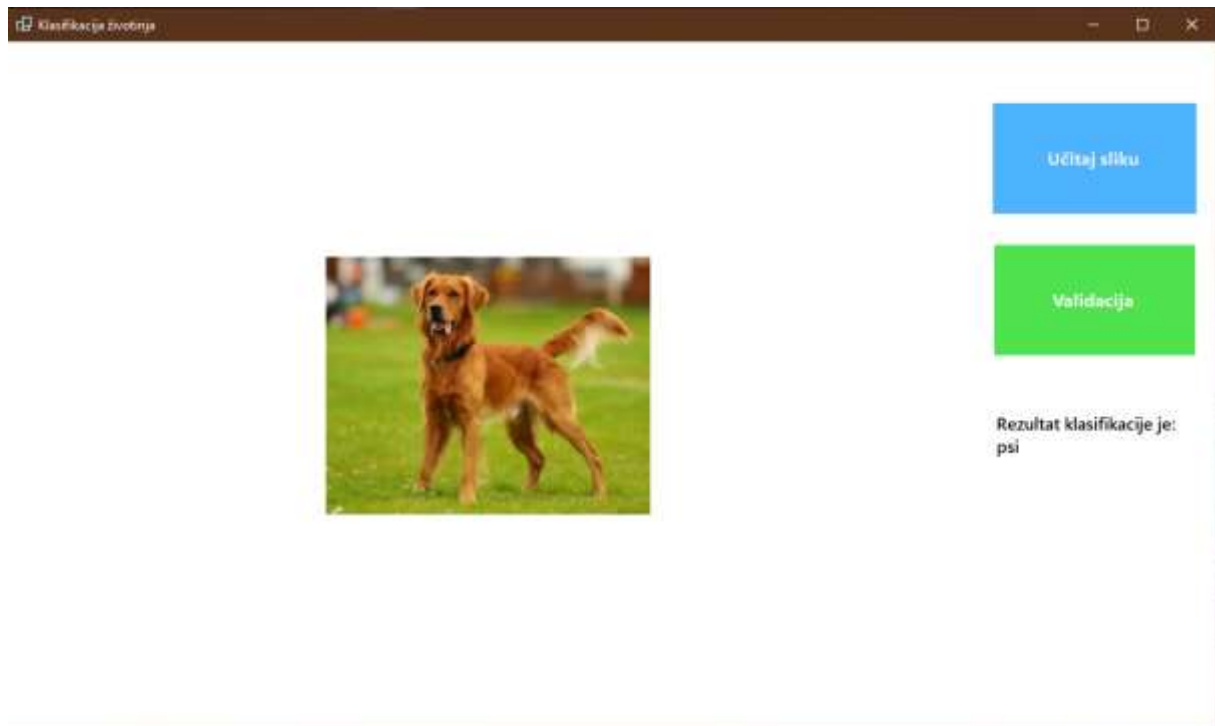 Klasifikacija životinja
Učitaj sliku
Validacija
Rezultat klasifikacije je:
psi